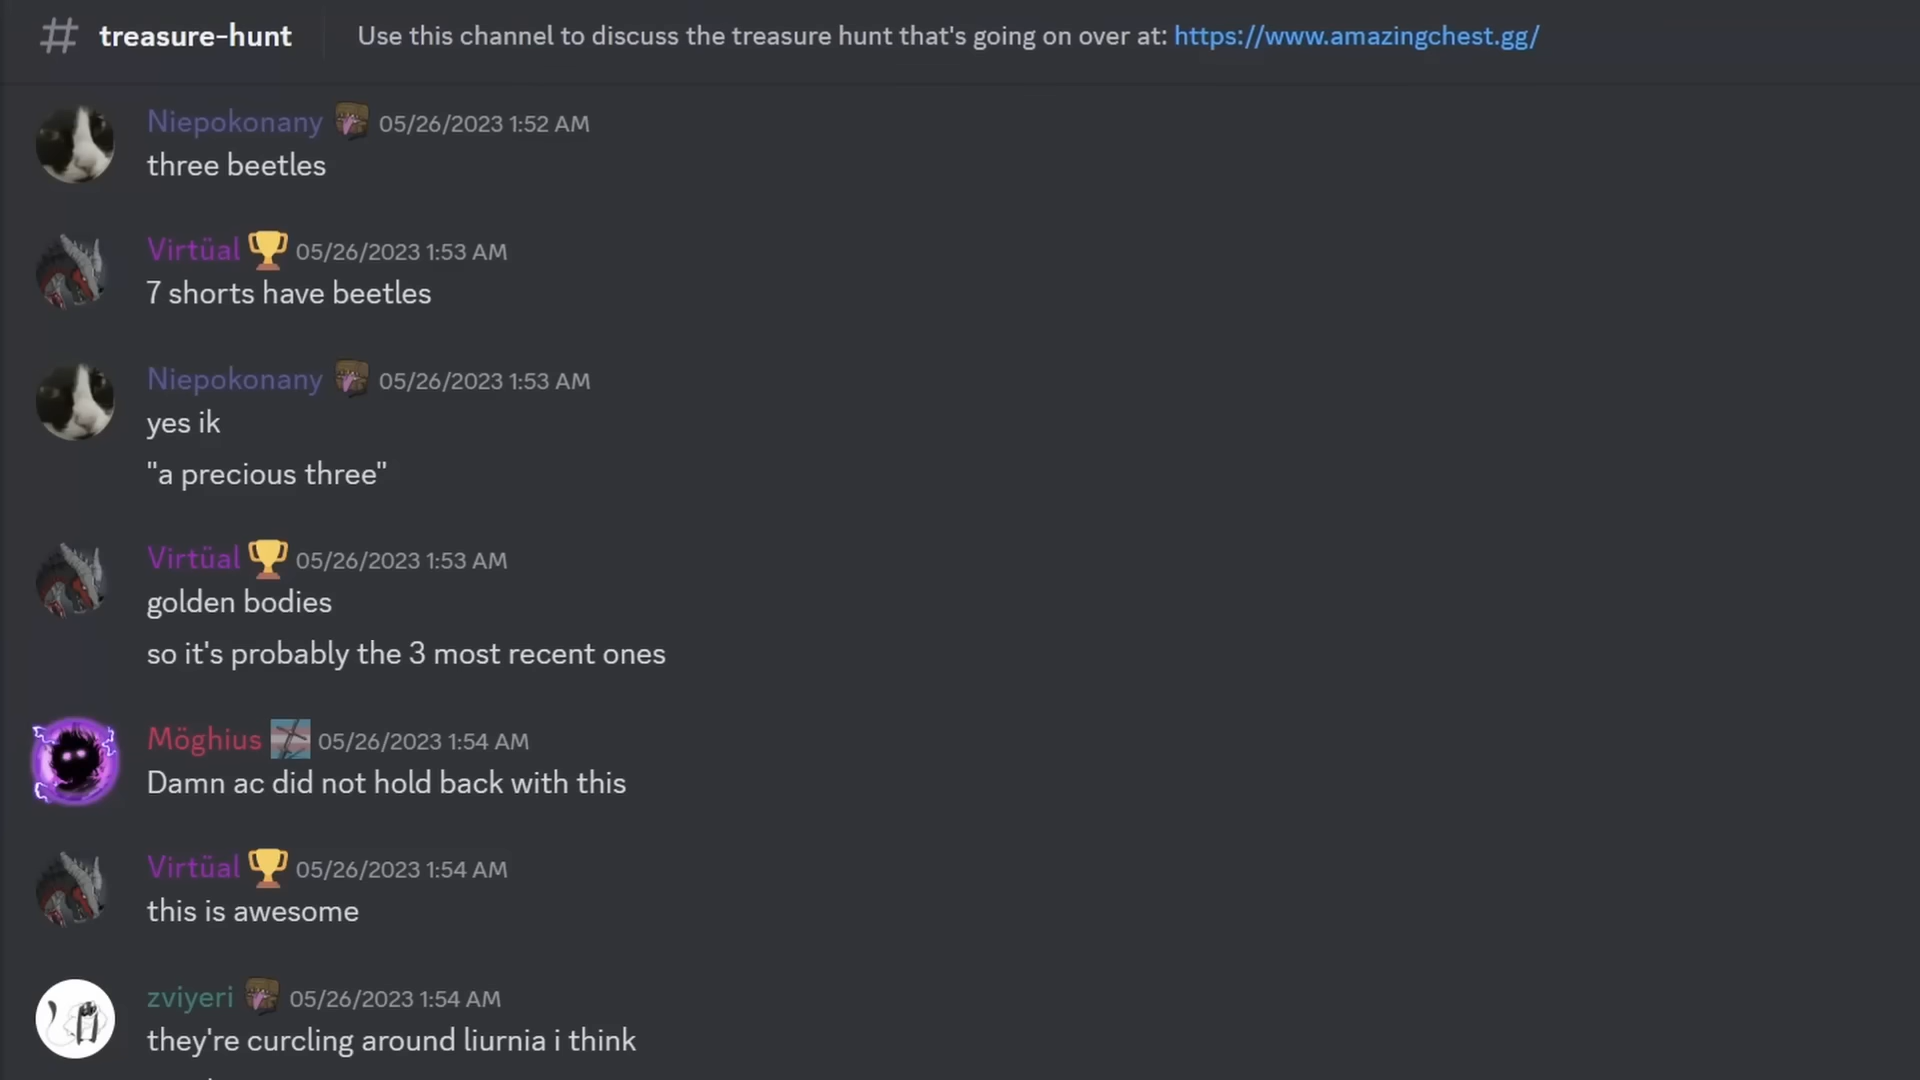 treasure-hunt Use this channel to discuss the treasure hunt that's going on over at: https://www.amazingchest.gg/
Niepokonany 05/26/2023 1:52 AM
three beetles
Virtüal 05/26/2023 1:53 AM
7 shorts have beetles
Niepokonany 05/26/2023 1:53 AM
yes ik
"a precious three"
Virtüal 05/26/2023 1:53 AM
golden bodies
so it's probably the 3 most recent ones
Möghius 05/26/2023 1:54 AM
Damn ac did not hold back with this
Virtüal 05/26/2023 1:54 AM
this is awesome
zviyeri 05/26/2023 1:54 AM
they're curcling around liurnia i think